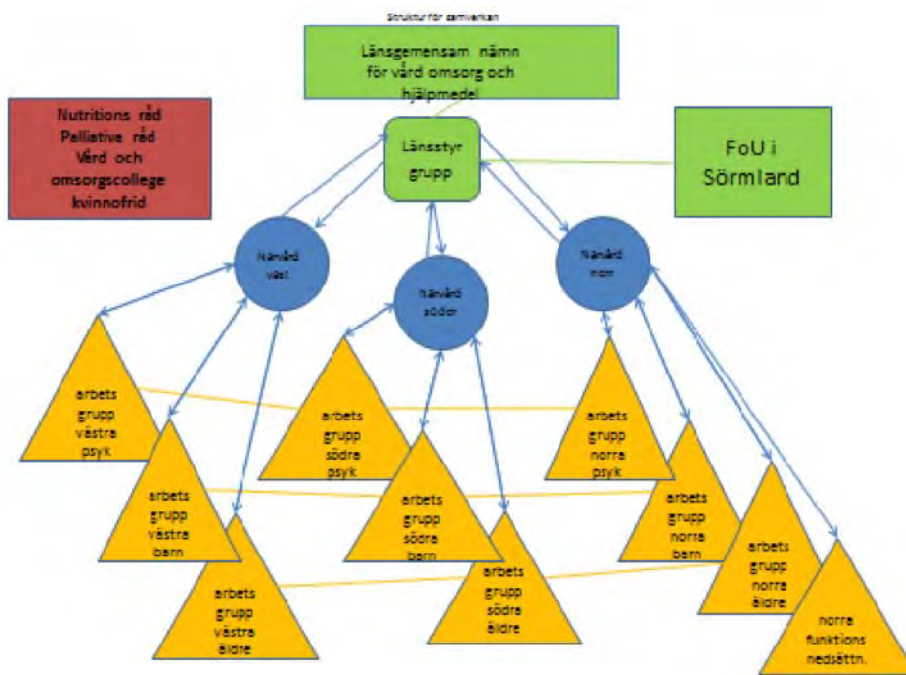 Struktur för samverkan
Länsgemensam nämn
för vård omsorg och
hjälpmedel
Nutritions råd
Palliativa råd
Vård och
omsorgscollege
kvinnofrid
Länsstyr
grupp
FoU i
Sörmland
Närvård
väst
Närvård
söder
Närvård
norr
arbets
grupp
västra
psyk
arbets
grupp
södra
psyk
arbets
grupp
norra
psyk
arbets
grupp
västra
barn
arbets
grupp
södra
barn
arbets
grupp
norra
barn
arbets
grupp
västra
äldre
arbets
grupp
södra
äldre
arbets
grupp
norra
äldre
norra
funktions
nedsättn.